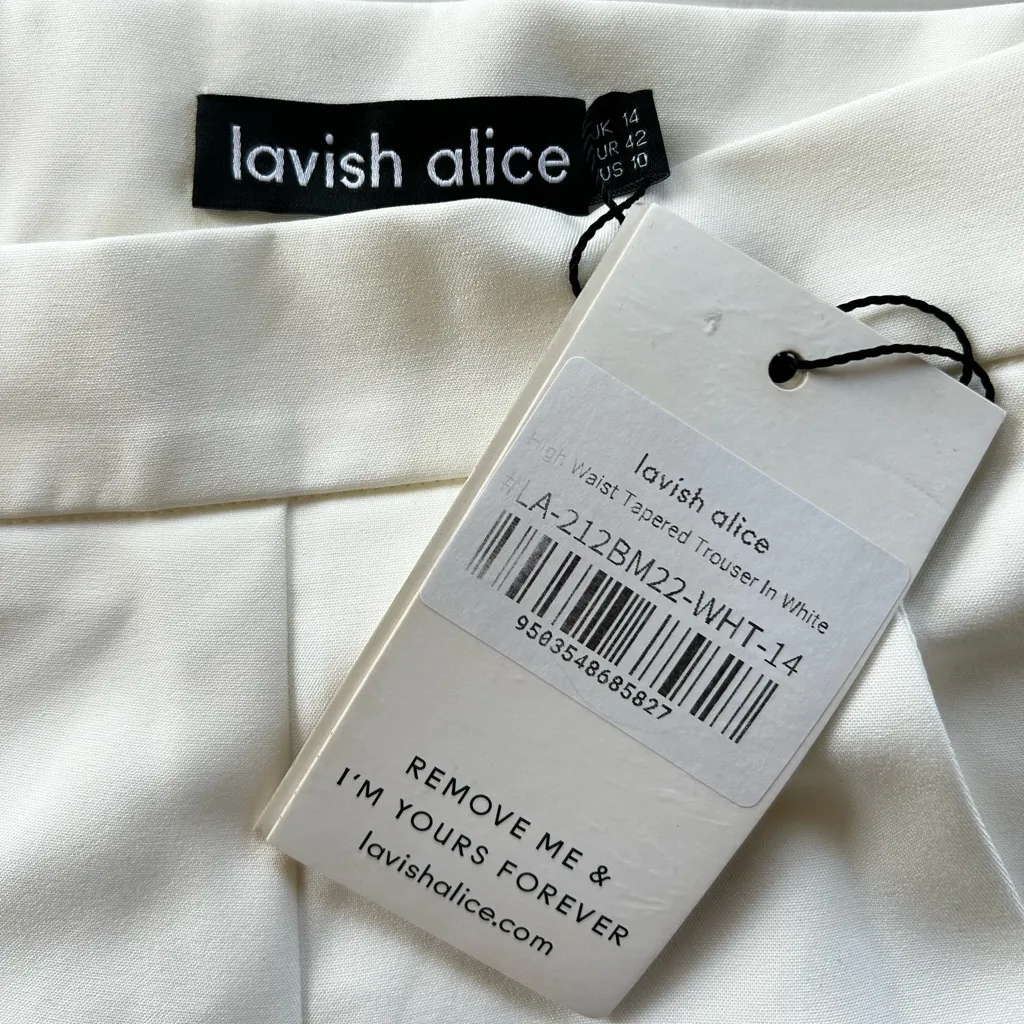 lavish alice
UK 14
EUR 42
US 10
lavish alice
High Waist Tapered Trouser In White
#LA-212BM22-WHT-14
9503548685827
REMOVE ME &
I'M YOURS FOREVER
lavishalice.com